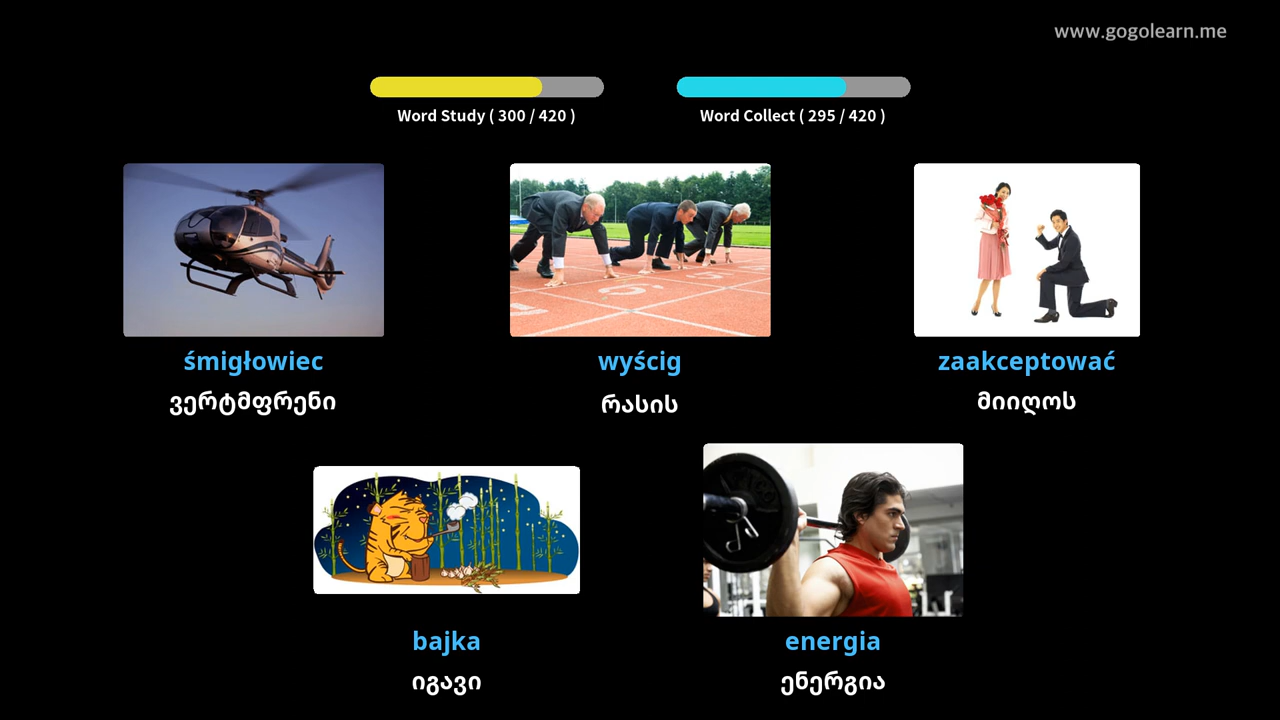 www.gogolearn.me
Word Study ( 300 / 420 )
Word Collect ( 295 / 420 )
śmigłowiec
ვერტმფრენი
wyścig
რასის
zaakceptować
მიიღოს
bajka
იგავი
energia
ენერგია